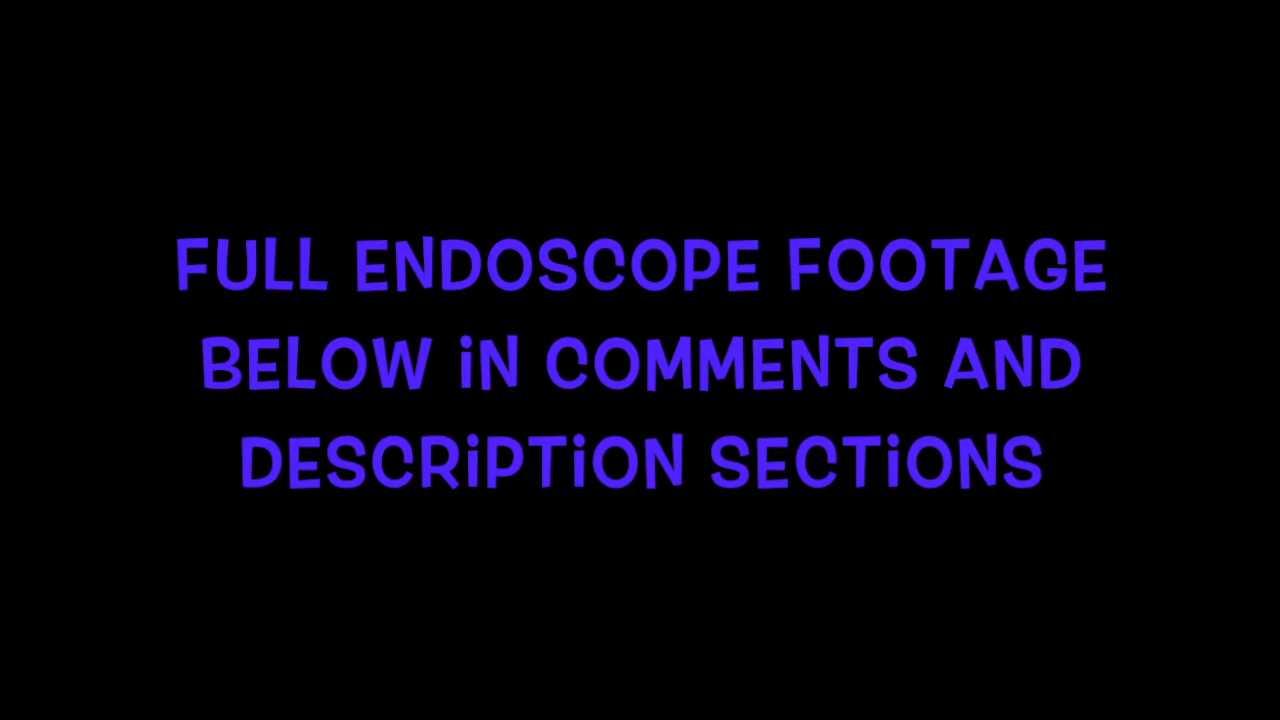 FULL ENDOSCOPE FOOTAGE
BELOW iN COMMENTS AND
DESCRiPTiON SECTiONS